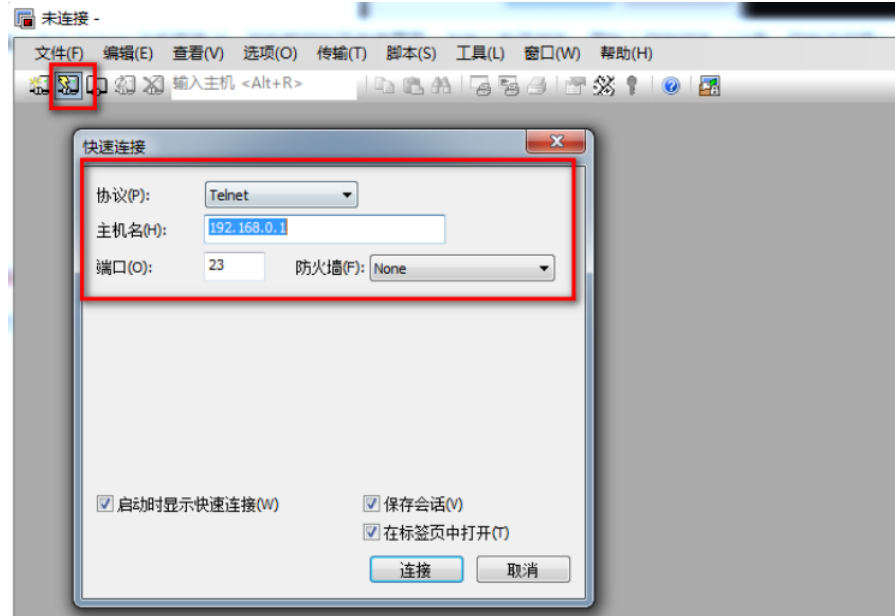 未连接 -
文件(F) 编辑(E) 查看(V) 选项(O) 传输(T) 脚本(S) 工具(L) 窗口(W) 帮助(H)
输入主机 <Alt+R>
快速连接
协议(P): Telnet
主机名(H): 192.168.0.1
端口(O): 23 防火墙(F): None
启动时显示快速连接(W) 保存会话(V)
在标签页中打开(T)
连接 取消